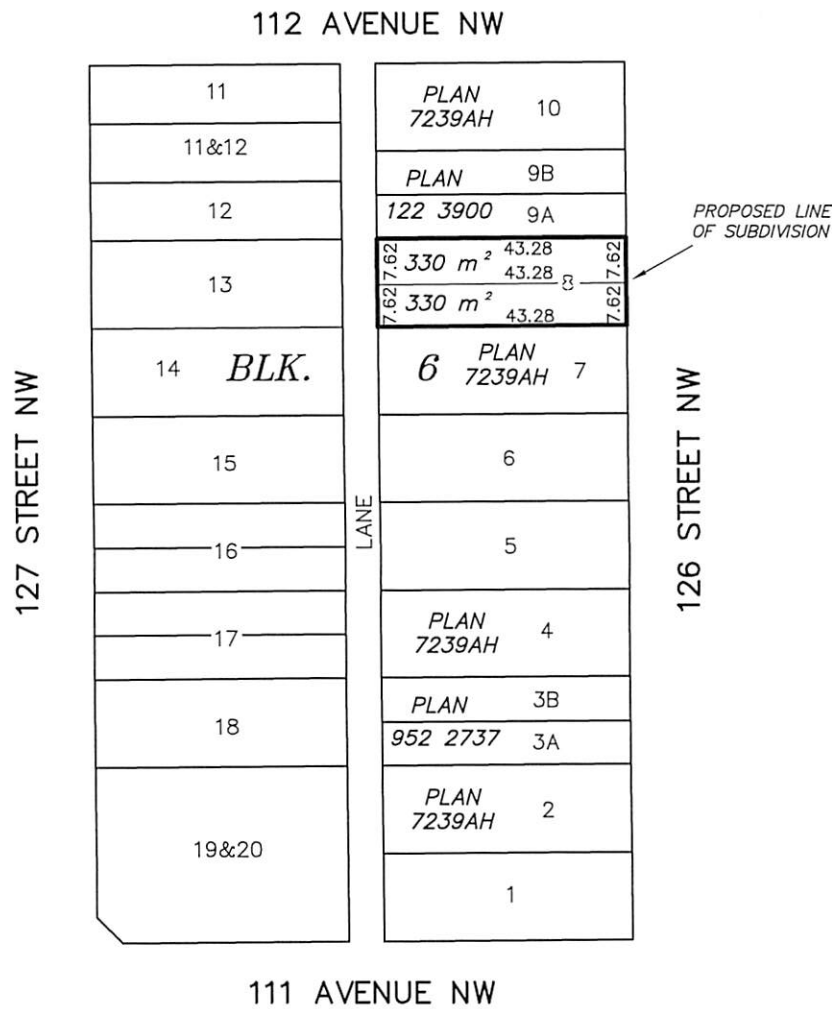 112 AVENUE NW
11
11&12
12
13
14
BLK.
15
16
17
18
19&20
127 STREET NW
LANE
PLAN
7239AH
10
9B
PLAN
122 3900
9A
PROPOSED LINE
OF SUBDIVISION
7.62
330 m²
43.28
7.62
43.28
8
7.62
330 m²
43.28
7.62
6
PLAN
7239AH
7
6
5
PLAN
7239AH
4
3B
PLAN
952 2737
3A
PLAN
7239AH
2
1
126 STREET NW
111 AVENUE NW